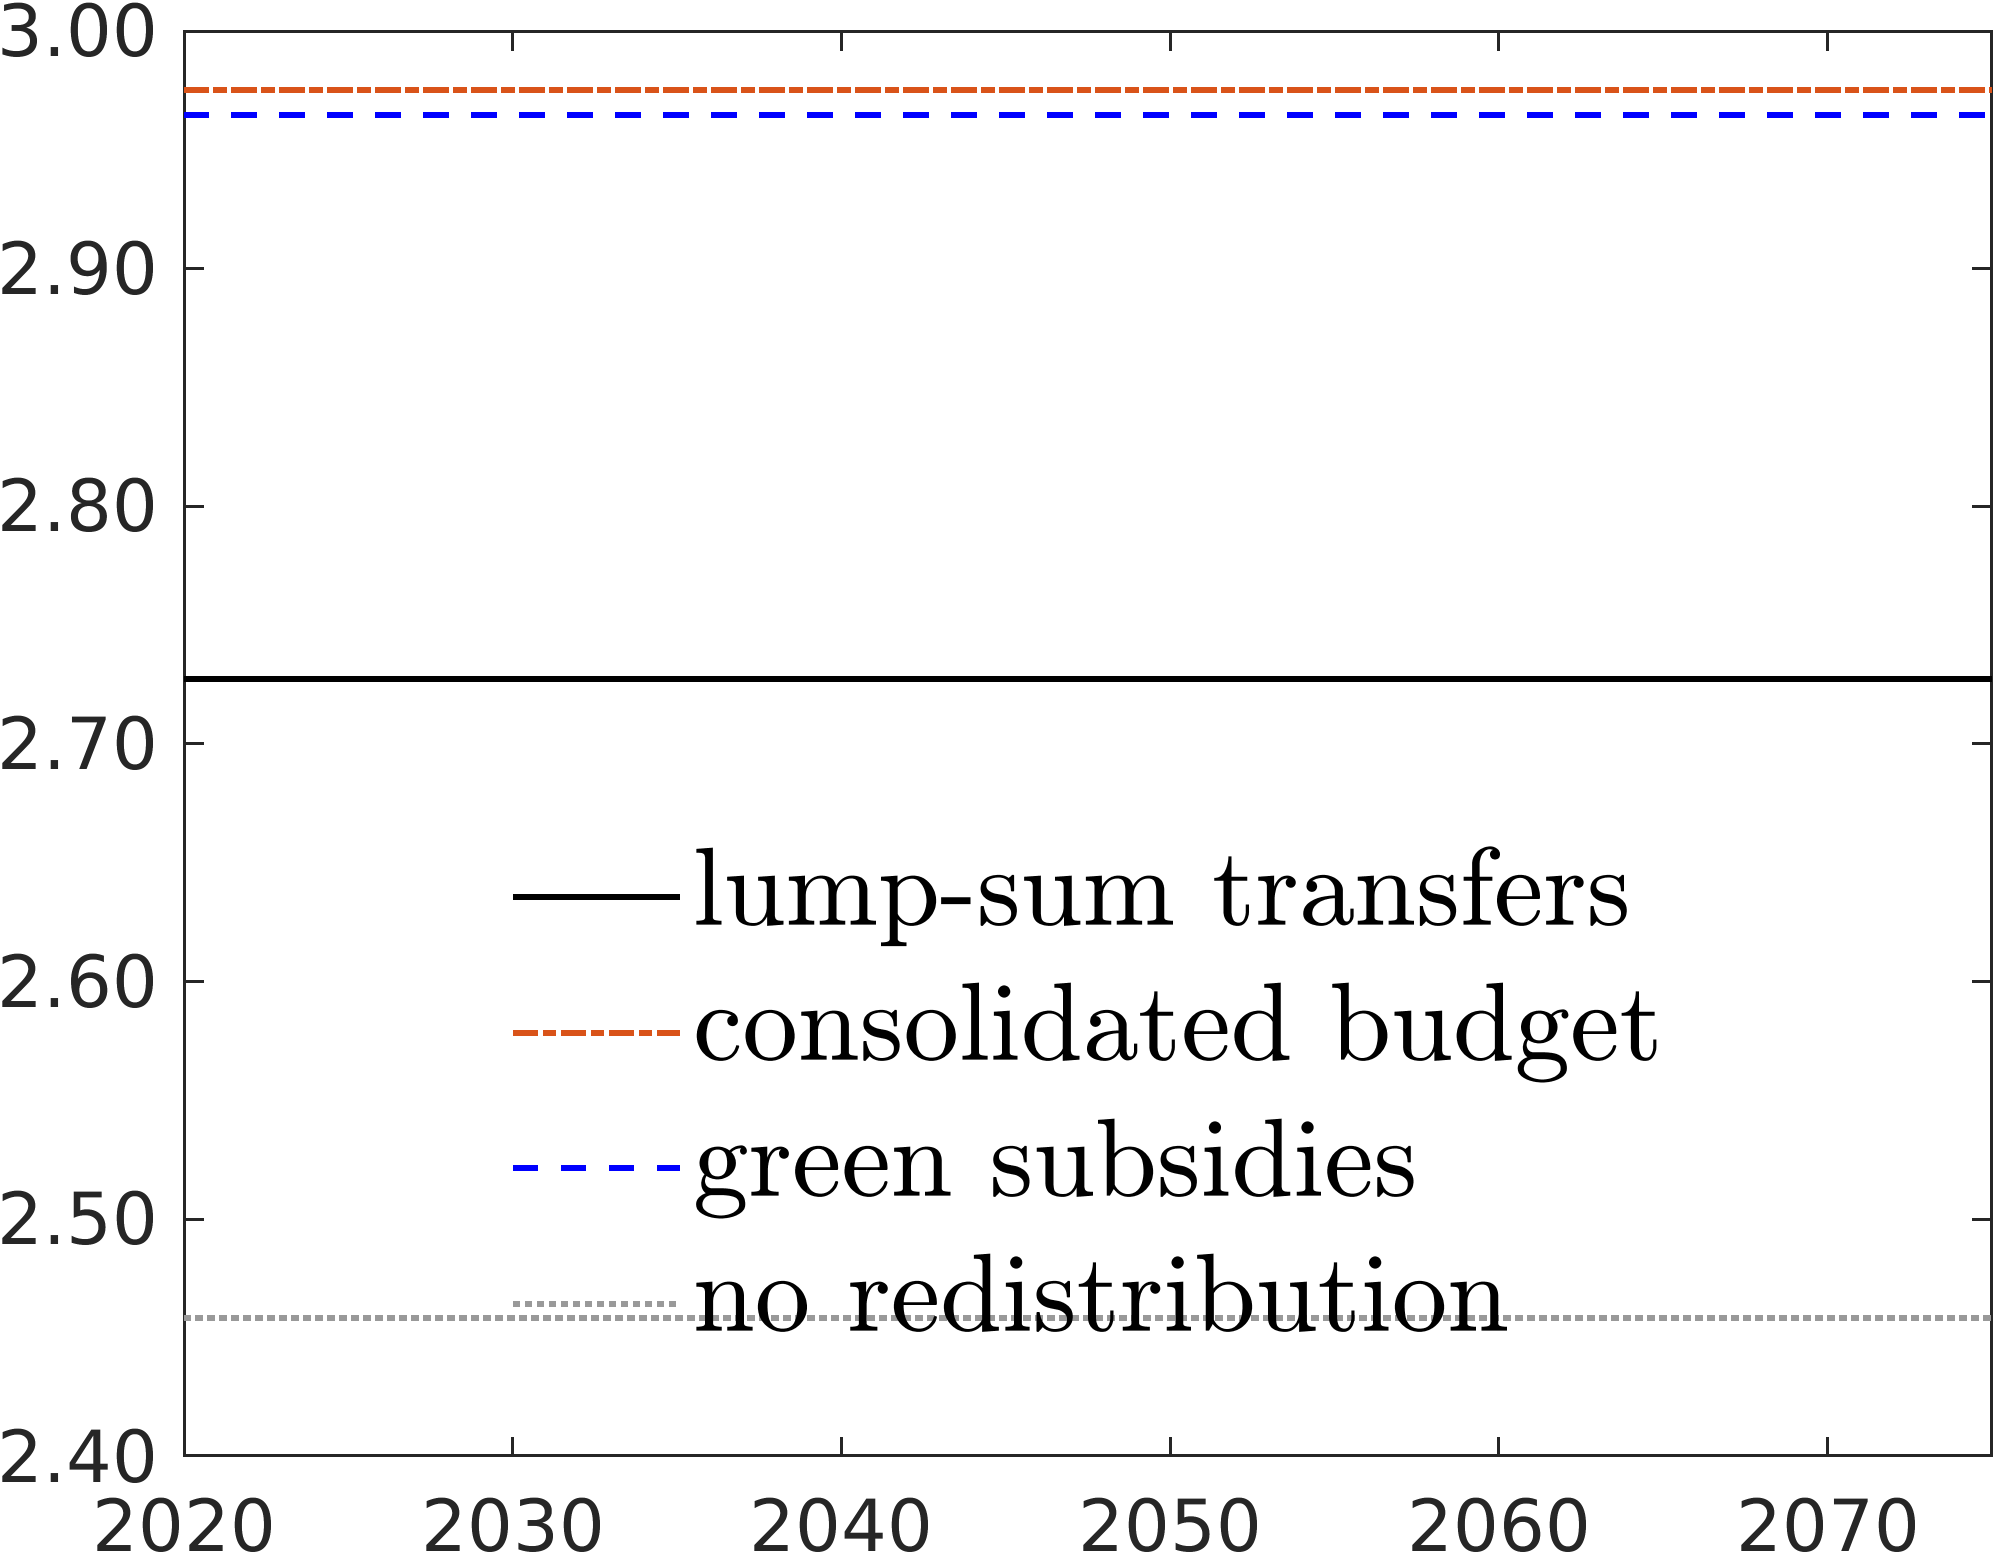 3.00
2.90
2.80
2.70
2.60
2.50
2.40
lump-sum transfers
consolidated budget
green subsidies
no redistribution
2020 2030 2040 2050 2060 2070